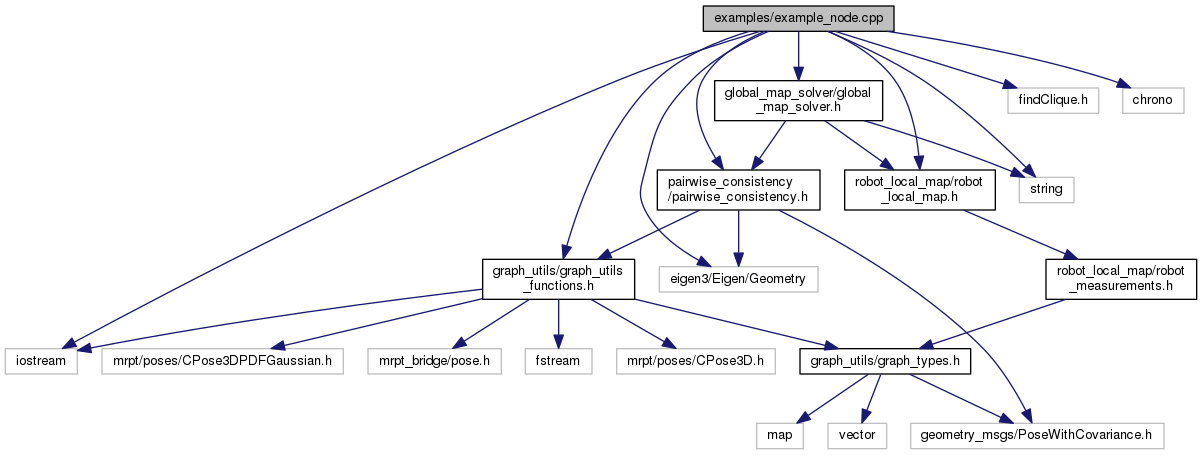 examples/example_node.cpp
global_map_solver/global
_map_solver.h
findClique.h
chrono
pairwise_consistency
/pairwise_consistency.h
robot_local_map/robot
_local_map.h
string
graph_utils/graph_utils
_functions.h
eigen3/Eigen/Geometry
robot_local_map/robot
_measurements.h
iostream
mrpt/poses/CPose3DPDFGaussian.h
mrpt_bridge/pose.h
fstream
mrpt/poses/CPose3D.h
graph_utils/graph_types.h
map
vector
geometry_msgs/PoseWithCovariance.h